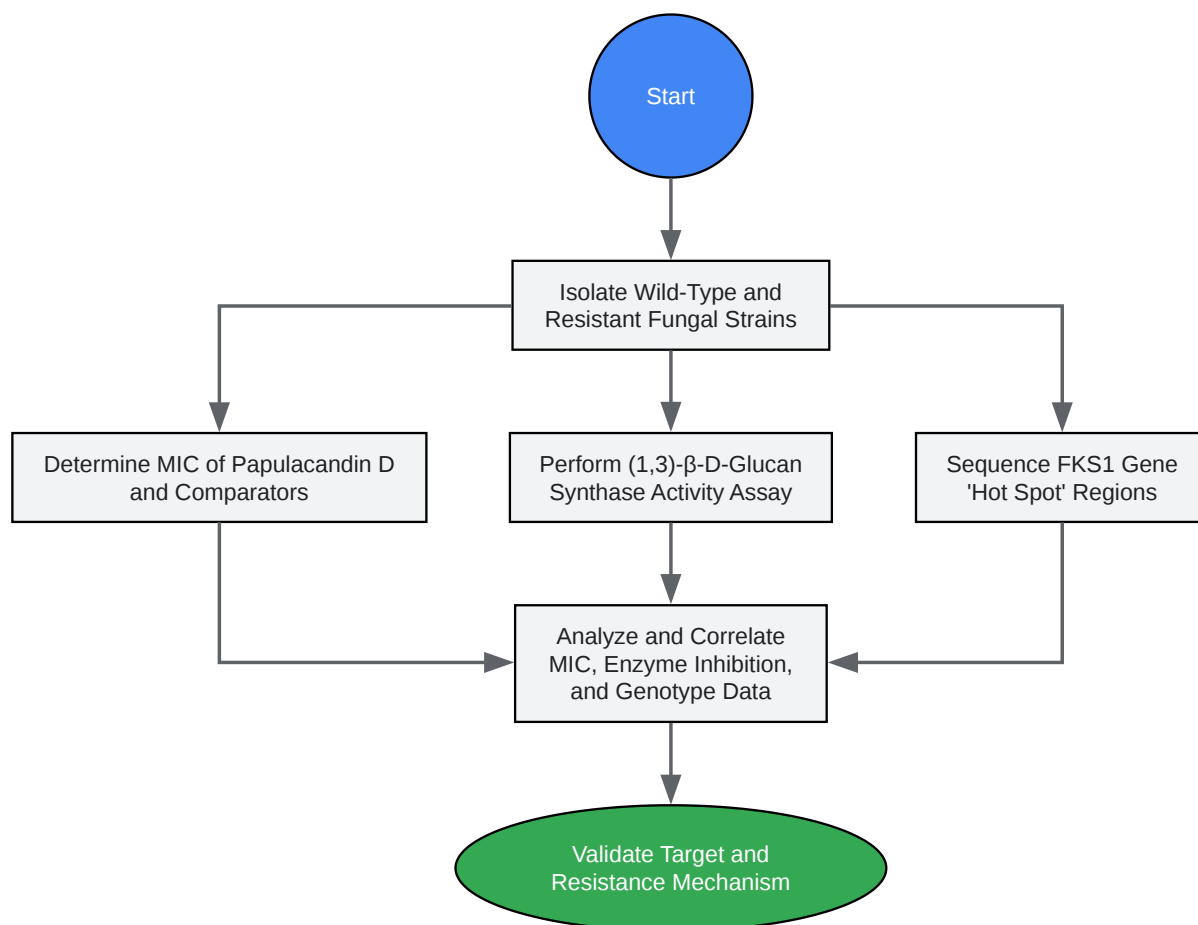 Start
Isolate Wild-Type and
Resistant Fungal Strains
Determine MIC of Papulacandin D
and Comparators
Perform (1,3)-β-D-Glucan
Synthase Activity Assay
Sequence FKS1 Gene
'Hot Spot' Regions
Analyze and Correlate
MIC, Enzyme Inhibition,
and Genotype Data
Validate Target and
Resistance Mechanism